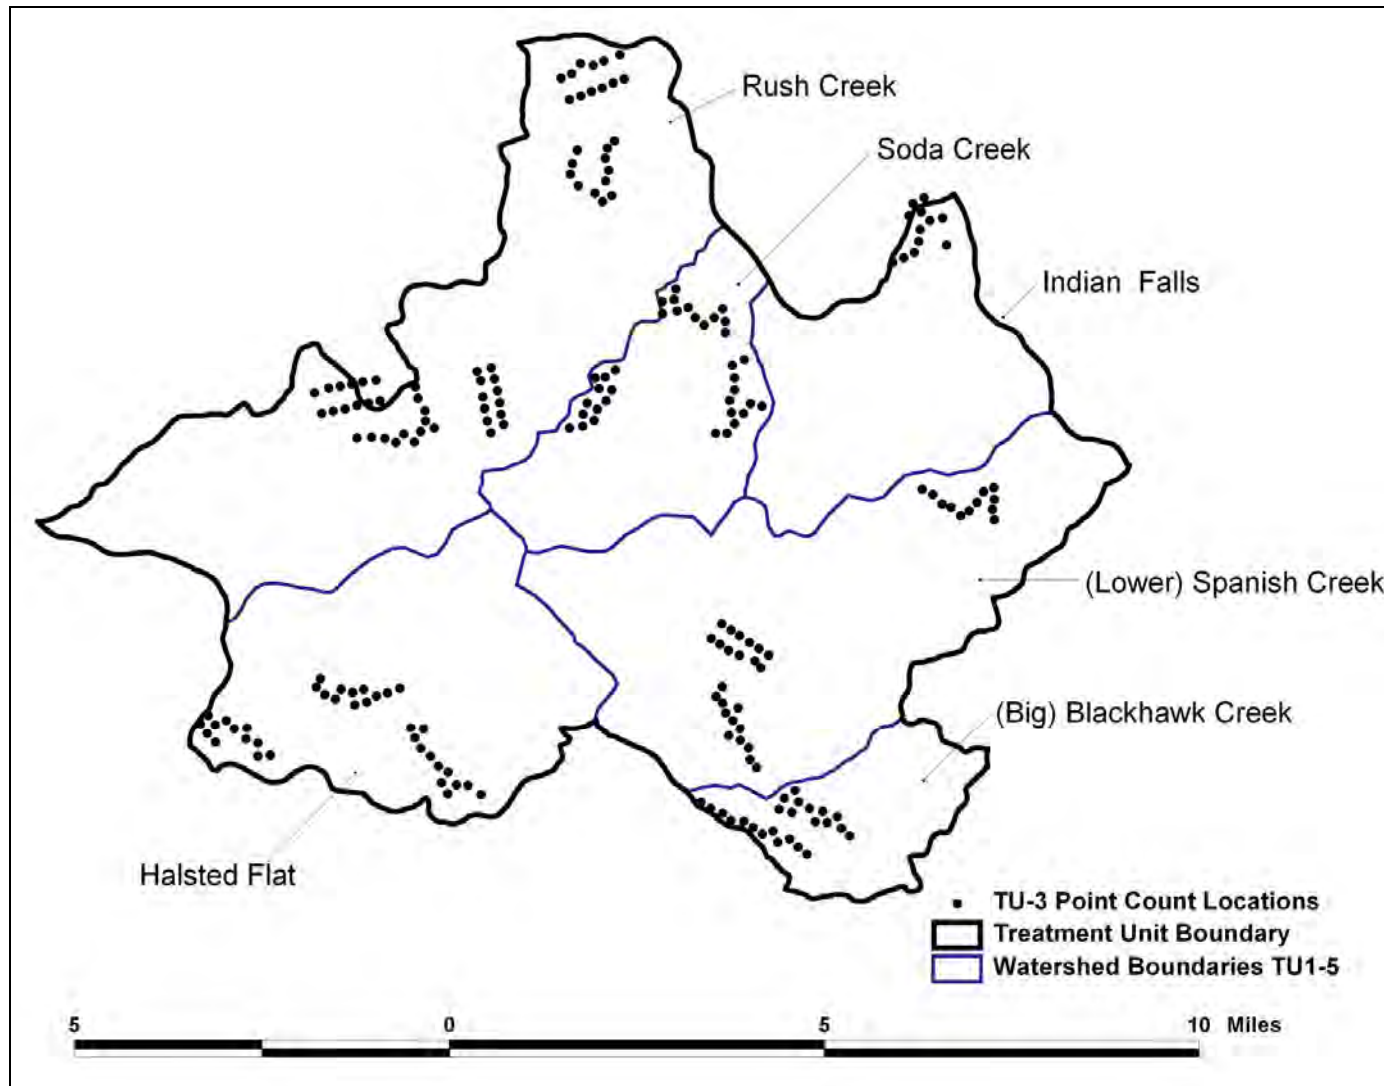 Rush Creek
Soda Creek
Indian Falls
(Lower) Spanish Creek
(Big) Blackhawk Creek
Halsted Flat
TU-3 Point Count Locations
Treatment Unit Boundary
Watershed Boundaries TU1-5
5 0 5 10 Miles